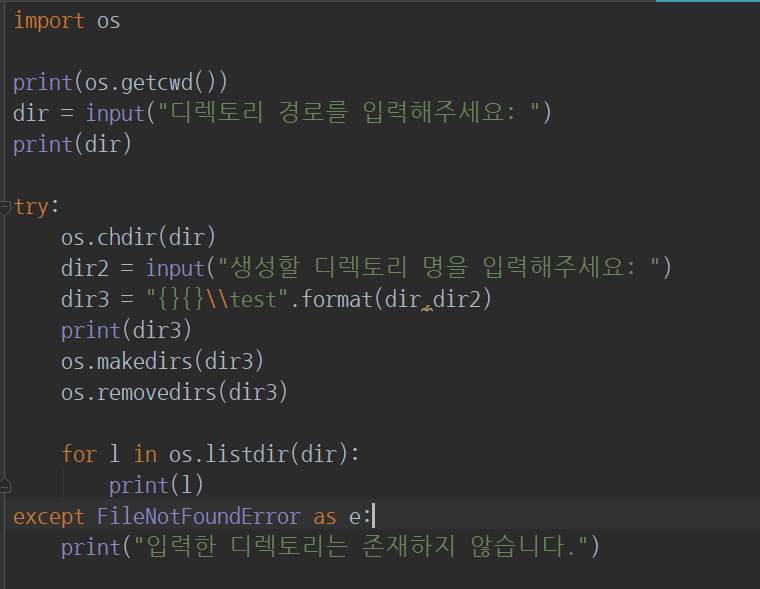 import os
print(os.getcwd())
dir = input("디렉토리 경로를 입력해주세요: ")
print(dir)
try:
    os.chdir(dir)
    dir2 = input("생성할 디렉토리 명을 입력해주세요: ")
    dir3 = "{}{}\\test".format(dir,dir2)
    print(dir3)
    os.makedirs(dir3)
    os.removedirs(dir3)
    for l in os.listdir(dir):
        print(l)
except FileNotFoundError as e:
    print("입력한 디렉토리는 존재하지 않습니다.")